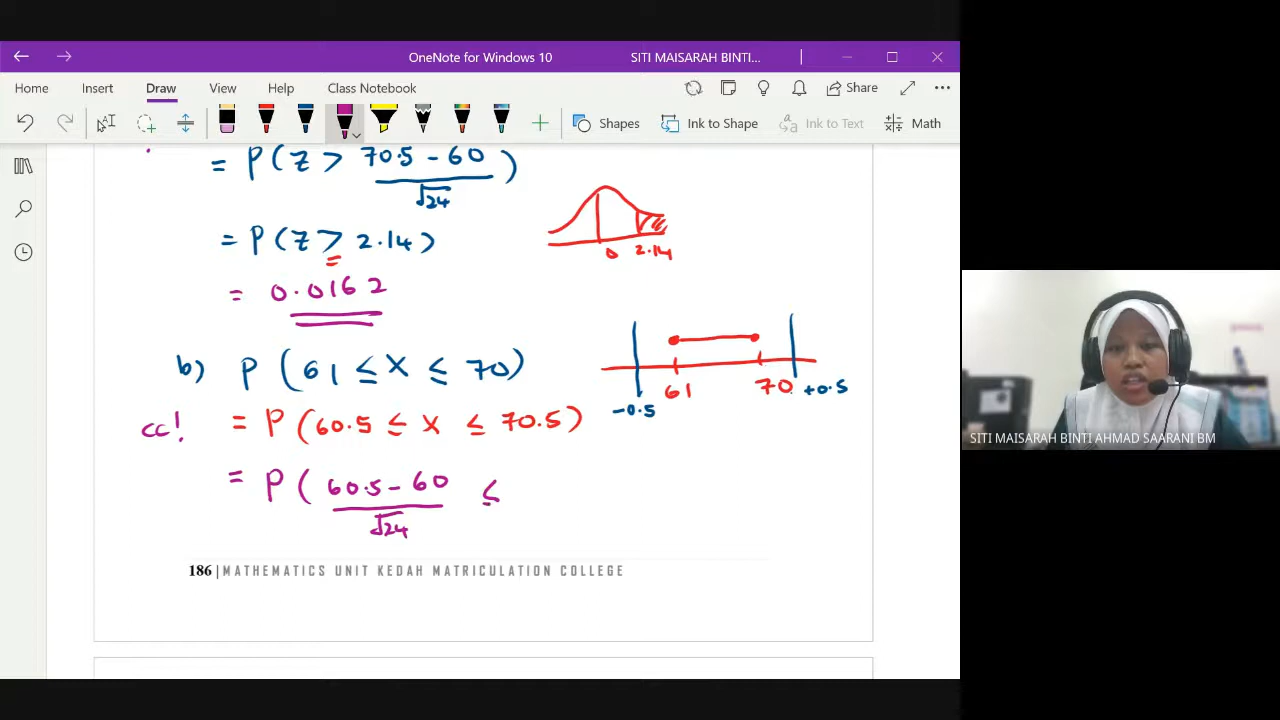 OneNote for Windows 10 SITI MAISARAH BINTI...
Home Insert Draw View Help Class Notebook Share
Shapes Ink to Shape Ink to Text Math
= P(Z > 70.5 - 60 / √24)
= P(Z > 2.14)
0 2.14
= 0.0162
b) P(61 ≤ X ≤ 70)
61 70 +0.5
-0.5
cc! = P(60.5 ≤ X ≤ 70.5)
= P(60.5 - 60 / √24 ≤
186 | MATHEMATICS UNIT KEDAH MATRICULATION COLLEGE
SITI MAISARAH BINTI AHMAD SAARANI BM